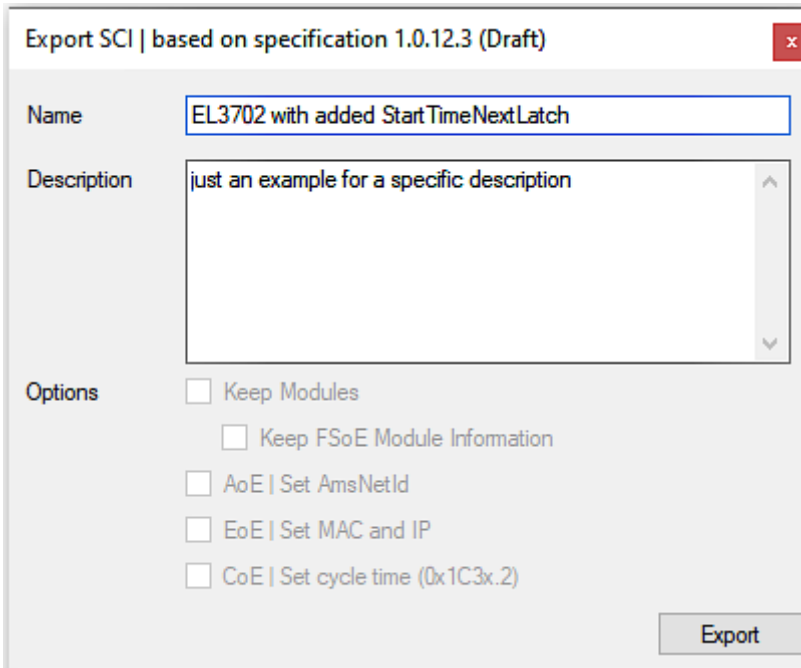 Export SCI | based on specification 1.0.12.3 (Draft)
x
Name
EL3702 with added StartTimeNextLatch
Description
just an example for a specific description
Options
Keep Modules
Keep FSoE Module Information
AoE | Set AmsNetId
EoE | Set MAC and IP
CoE | Set cycle time (0x1C3x.2)
Export